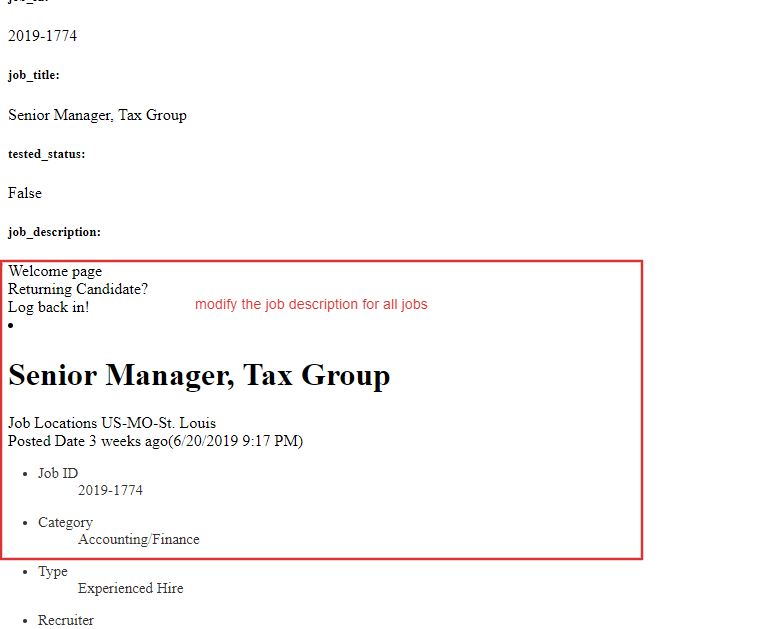 2019-1774
job_title:
Senior Manager, Tax Group
tested_status:
False
job_description:
Welcome page
Returning Candidate?
Log back in!
modify the job description for all jobs
Senior Manager, Tax Group
Job Locations US-MO-St. Louis
Posted Date 3 weeks ago(6/20/2019 9:17 PM)
• Job ID
2019-1774
• Category
Accounting/Finance
• Type
Experienced Hire
• Recruiter